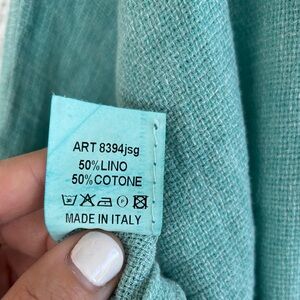 ART 8394jsg
50%LINO
50%COTONE
MADE IN ITALY